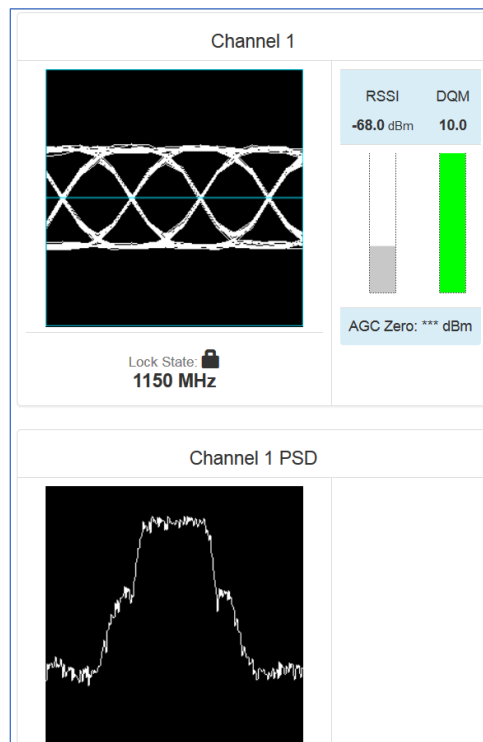 Channel 1
RSSI DQM
-68.0 dBm 10.0
AGC Zero: *** dBm
Lock State:
1150 MHz
Channel 1 PSD